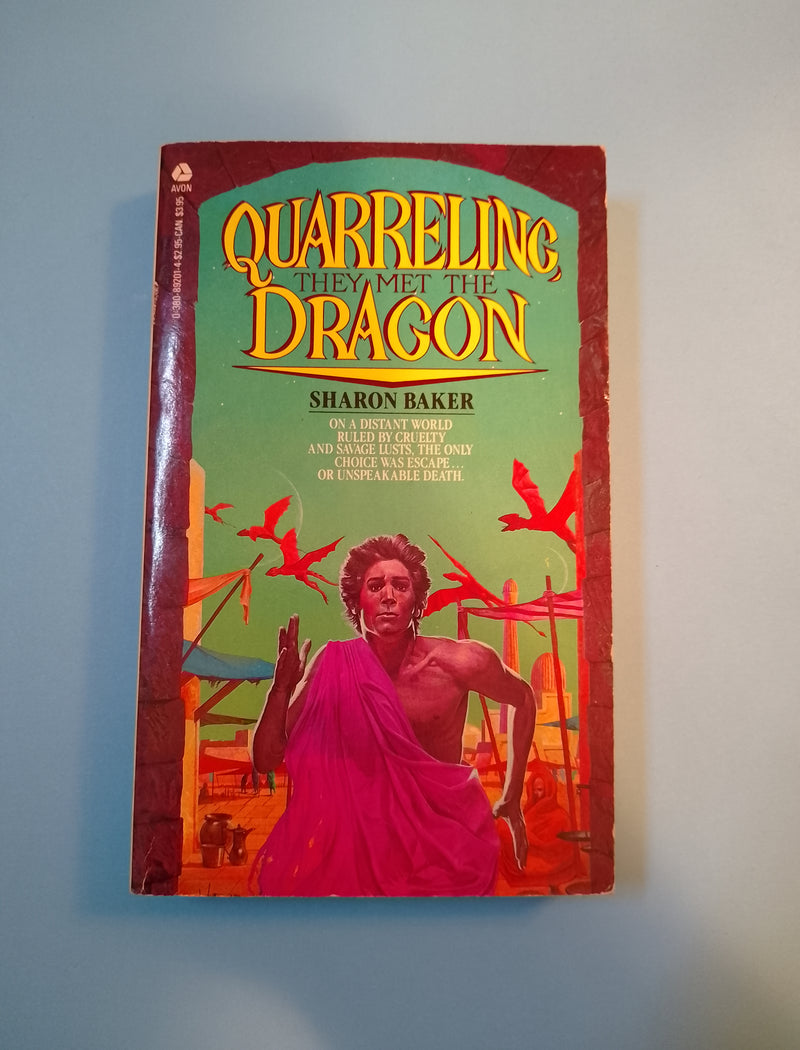 AVON
0-380-89201-4·$2.95·CAN $3.95
QUARRELING,
THEY MET THE
DRAGON
SHARON BAKER
ON A DISTANT WORLD
RULED BY CRUELTY
AND SAVAGE LUSTS, THE ONLY
CHOICE WAS ESCAPE...
OR UNSPEAKABLE DEATH.